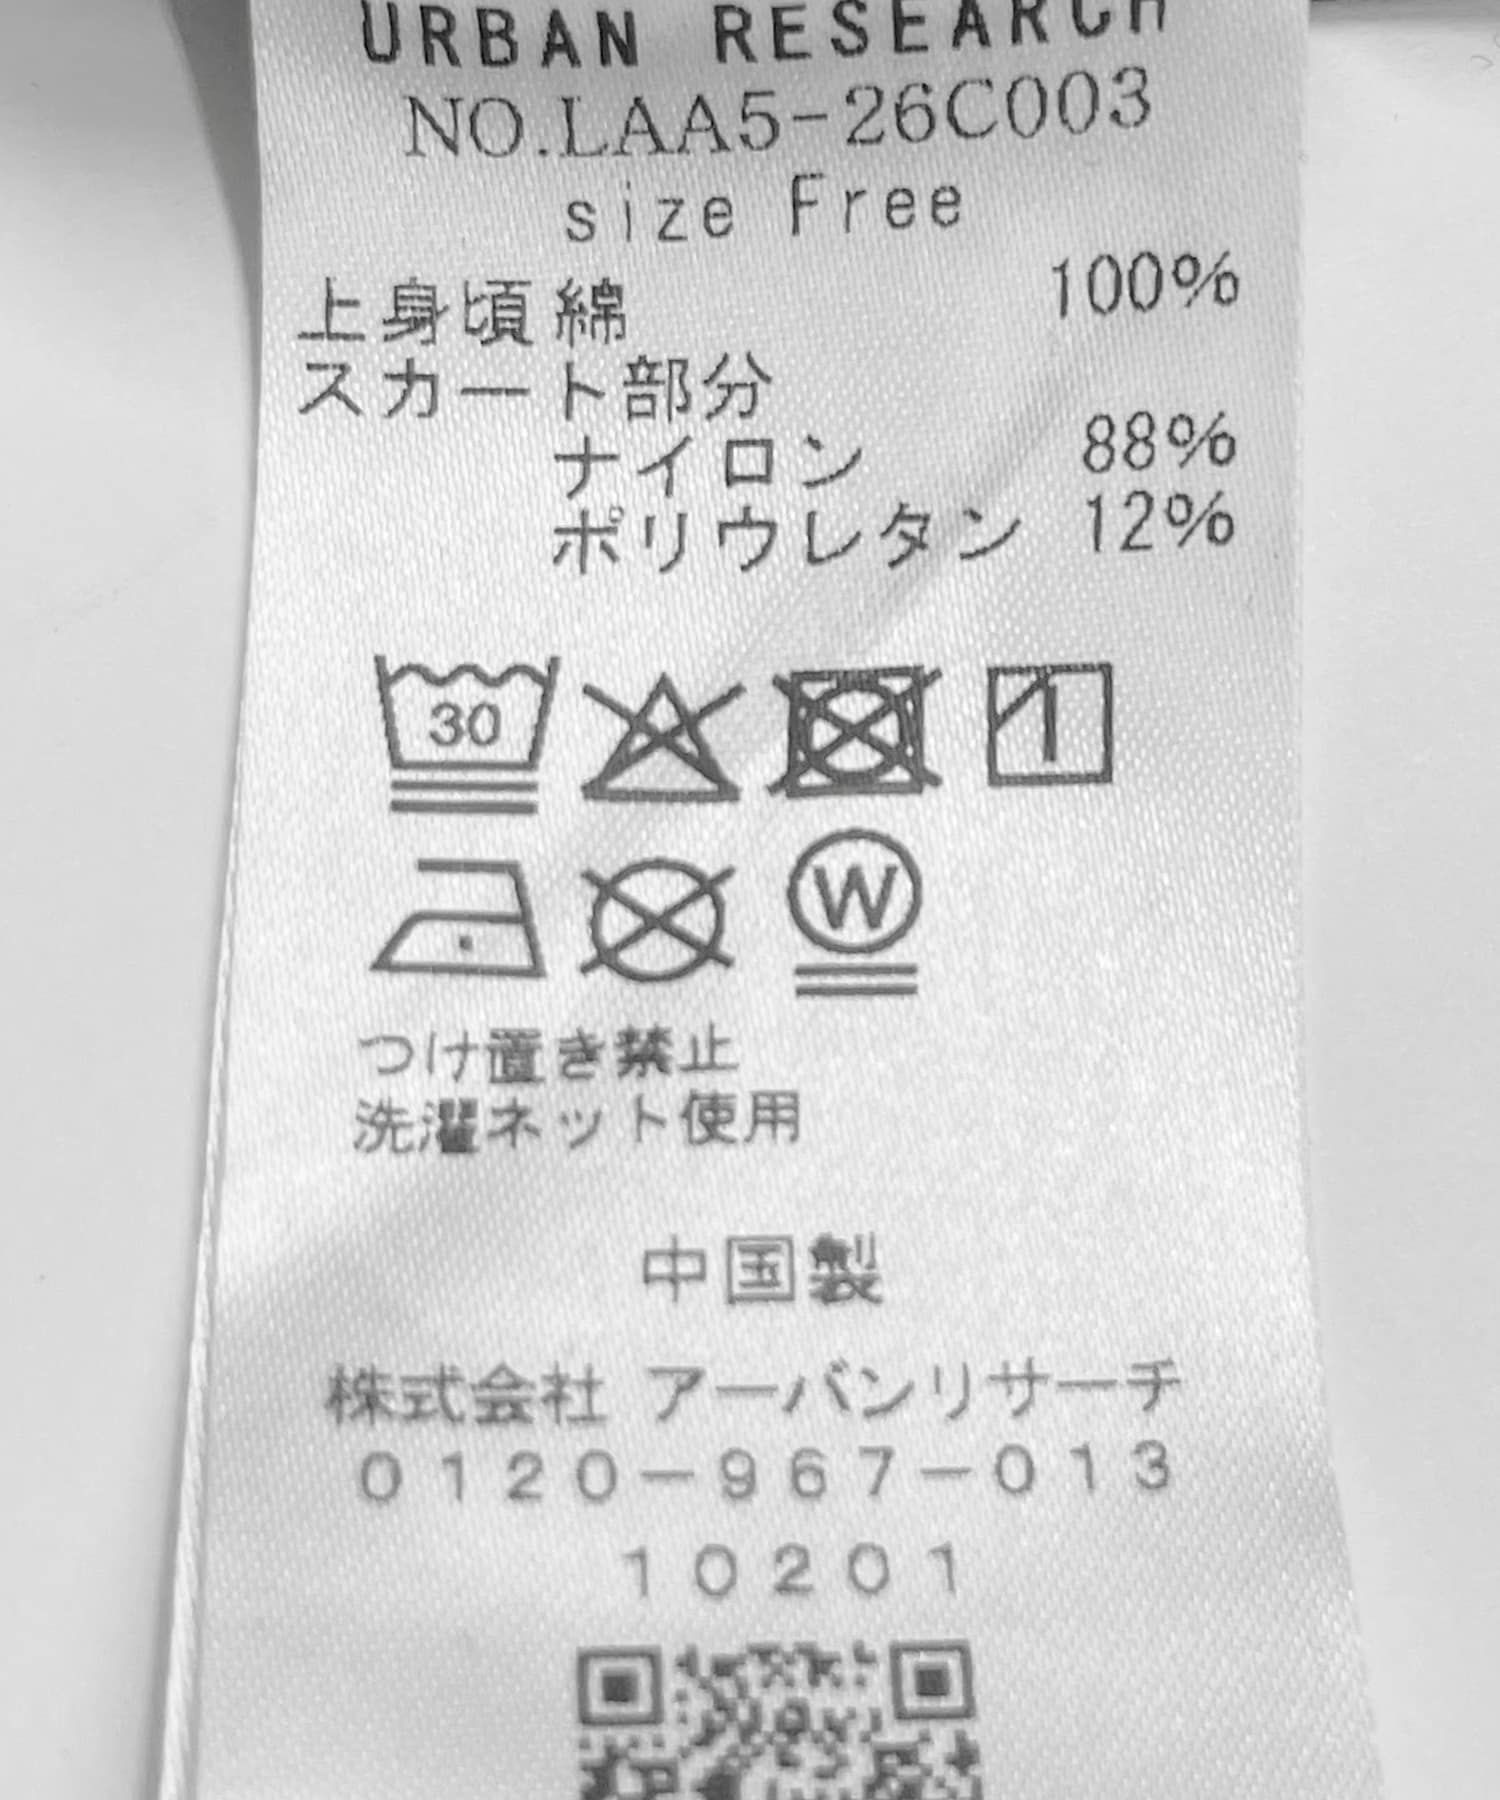 URBAN RESEARCH
NO.LAA5-26C003
size Free
上身頃 綿 100%
スカート部分
ナイロン 88%
ポリウレタン 12%
30
W
つけ置き禁止
洗濯ネット使用
中国製
株式会社 アーバンリサーチ
0120-967-013
10201